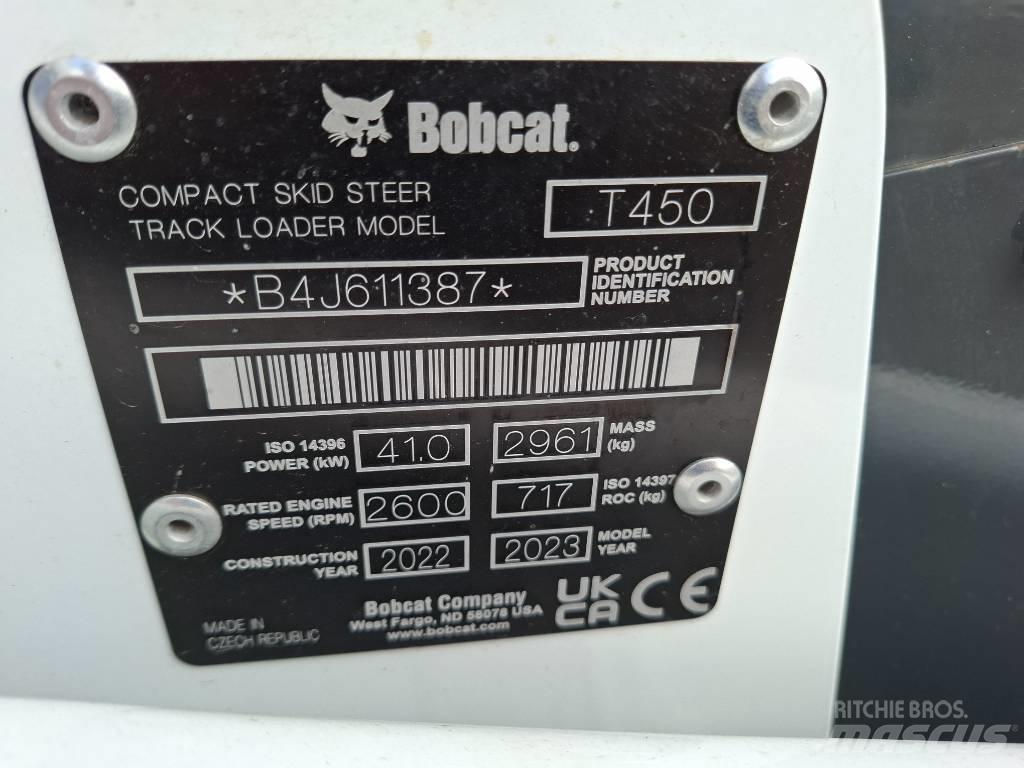 Bobcat.
COMPACT SKID STEER
TRACK LOADER MODEL
T450
*B4J611387*
PRODUCT
IDENTIFICATION
NUMBER
ISO 14396
POWER (kW)
41.0
2961
MASS
(kg)
RATED ENGINE
SPEED (RPM)
2600
717
ISO 14397
ROC (kg)
CONSTRUCTION
YEAR
2022
2023
MODEL
YEAR
MADE IN
CZECH REPUBLIC
Bobcat Company
West Fargo, ND 58078 USA
www.bobcat.com
UK
CA
CE
RITCHIE BROS.
MASCUS